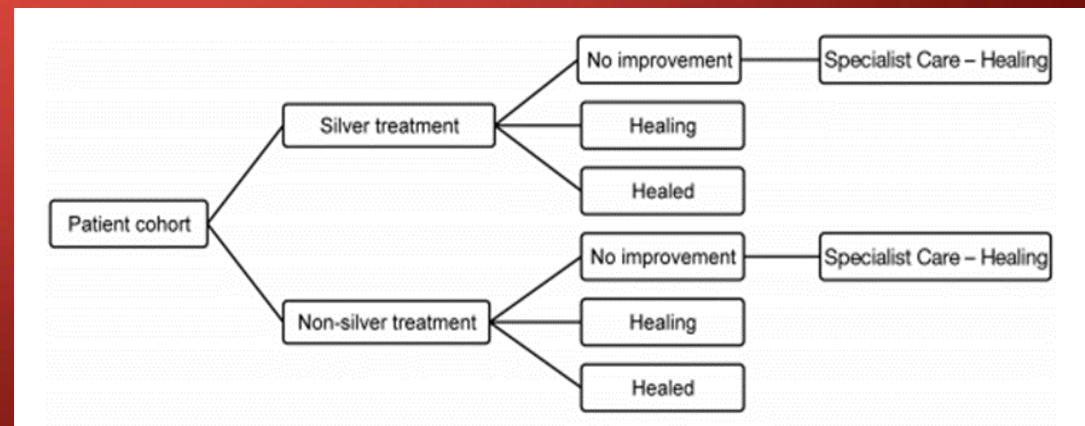 No improvement
Specialist Care – Healing
Silver treatment
Healing
Healed
Patient cohort
No improvement
Specialist Care – Healing
Non-silver treatment
Healing
Healed